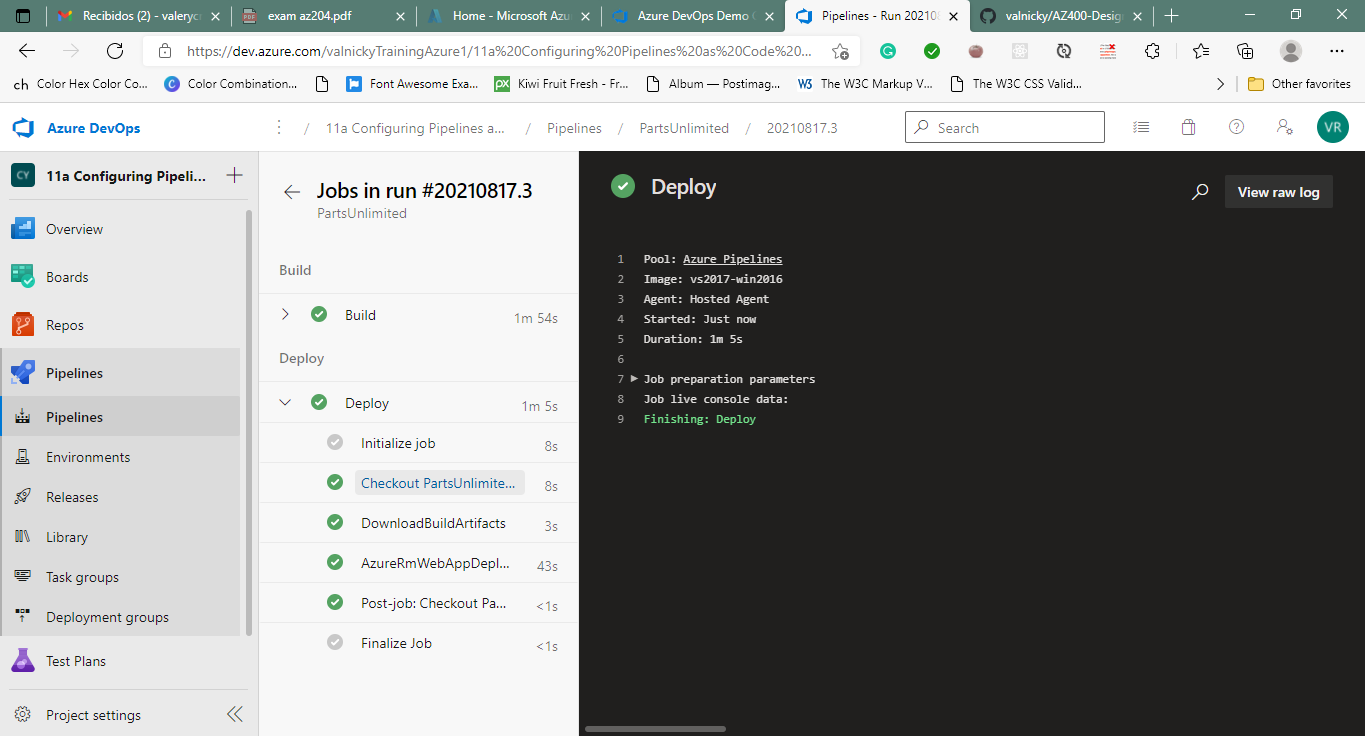 Recibidos (2) - valerycr
exam az204.pdf
Home - Microsoft Azu
Azure DevOps Demo
Pipelines - Run 202108
valnicky/AZ400-Design
https://dev.azure.com/valnickyTrainingAzure1/11a%20Configuring%20Pipelines%20as%20Code%20...
ch Color Hex Color Co...
C Color Combination...
Font Awesome Exa...
px Kiwi Fruit Fresh - Fr...
Album — Postimag...
W3 The W3C Markup V...
The W3C CSS Valid...
Other favorites
Azure DevOps
/ 11a Configuring Pipelines a... / Pipelines / PartsUnlimited / 20210817.3
Search
VR
CY 11a Configuring Pipeli...
Overview
Boards
Repos
Pipelines
Pipelines
Environments
Releases
Library
Task groups
Deployment groups
Test Plans
Project settings
Jobs in run #20210817.3
PartsUnlimited
Build
Build 1m 54s
Deploy
Deploy 1m 5s
Initialize job 8s
Checkout PartsUnlimite... 8s
DownloadBuildArtifacts 3s
AzureRmWebAppDepl... 43s
Post-job: Checkout Pa... <1s
Finalize Job <1s
Deploy
View raw log
1 Pool: Azure Pipelines
2 Image: vs2017-win2016
3 Agent: Hosted Agent
4 Started: Just now
5 Duration: 1m 5s
6
7 Job preparation parameters
8 Job live console data:
9 Finishing: Deploy